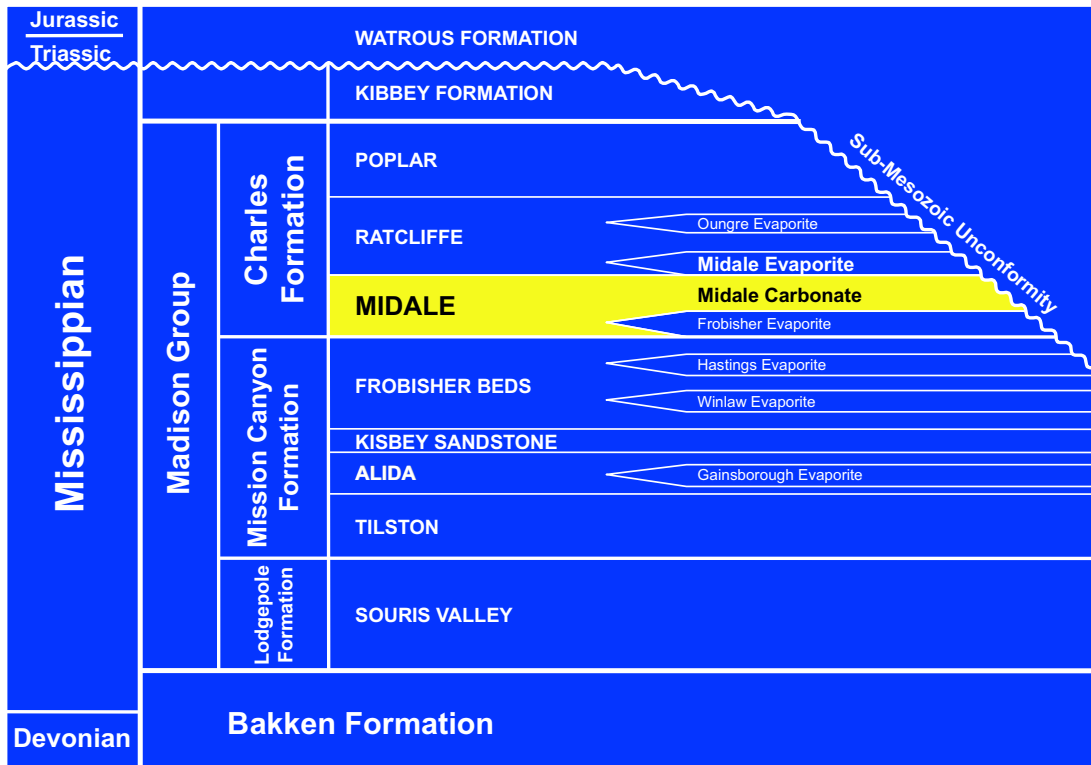 Jurassic
Triassic
WATROUS FORMATION
KIBBEY FORMATION
Sub-Mesozoic Unconformity
Mississippian
Madison Group
Charles
Formation
POPLAR
RATCLIFFE
Oungre Evaporite
Midale Evaporite
MIDALE
Midale Carbonate
Frobisher Evaporite
Mission Canyon
Formation
FROBISHER BEDS
Hastings Evaporite
Winlaw Evaporite
KISBEY SANDSTONE
ALIDA
Gainsborough Evaporite
TILSTON
Lodgepole
Formation
SOURIS VALLEY
Devonian
Bakken Formation